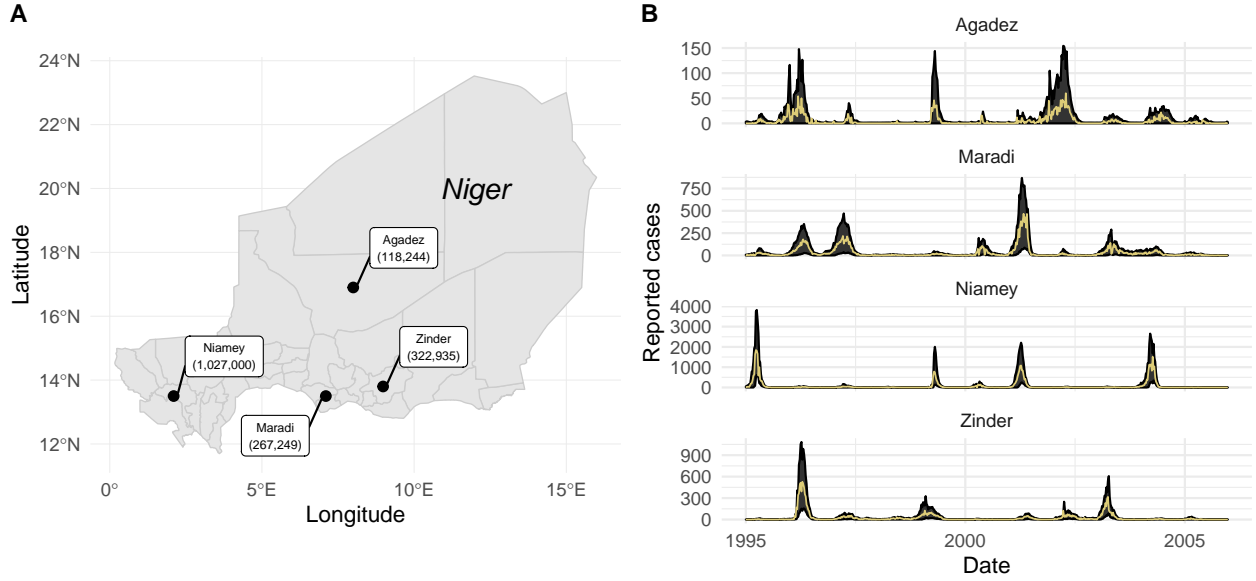 A
24°N
22°N
20°N
18°N
16°N
14°N
12°N
Latitude
0°
5°E
10°E
15°E
Longitude
Niger
Agadez
(118,244)
Zinder
(322,935)
Niamey
(1,027,000)
Maradi
(267,249)
B
Reported cases
Agadez
150
100
50
0
Maradi
750
500
250
0
Niamey
4000
3000
2000
1000
0
Zinder
900
600
300
0
1995
2000
2005
Date